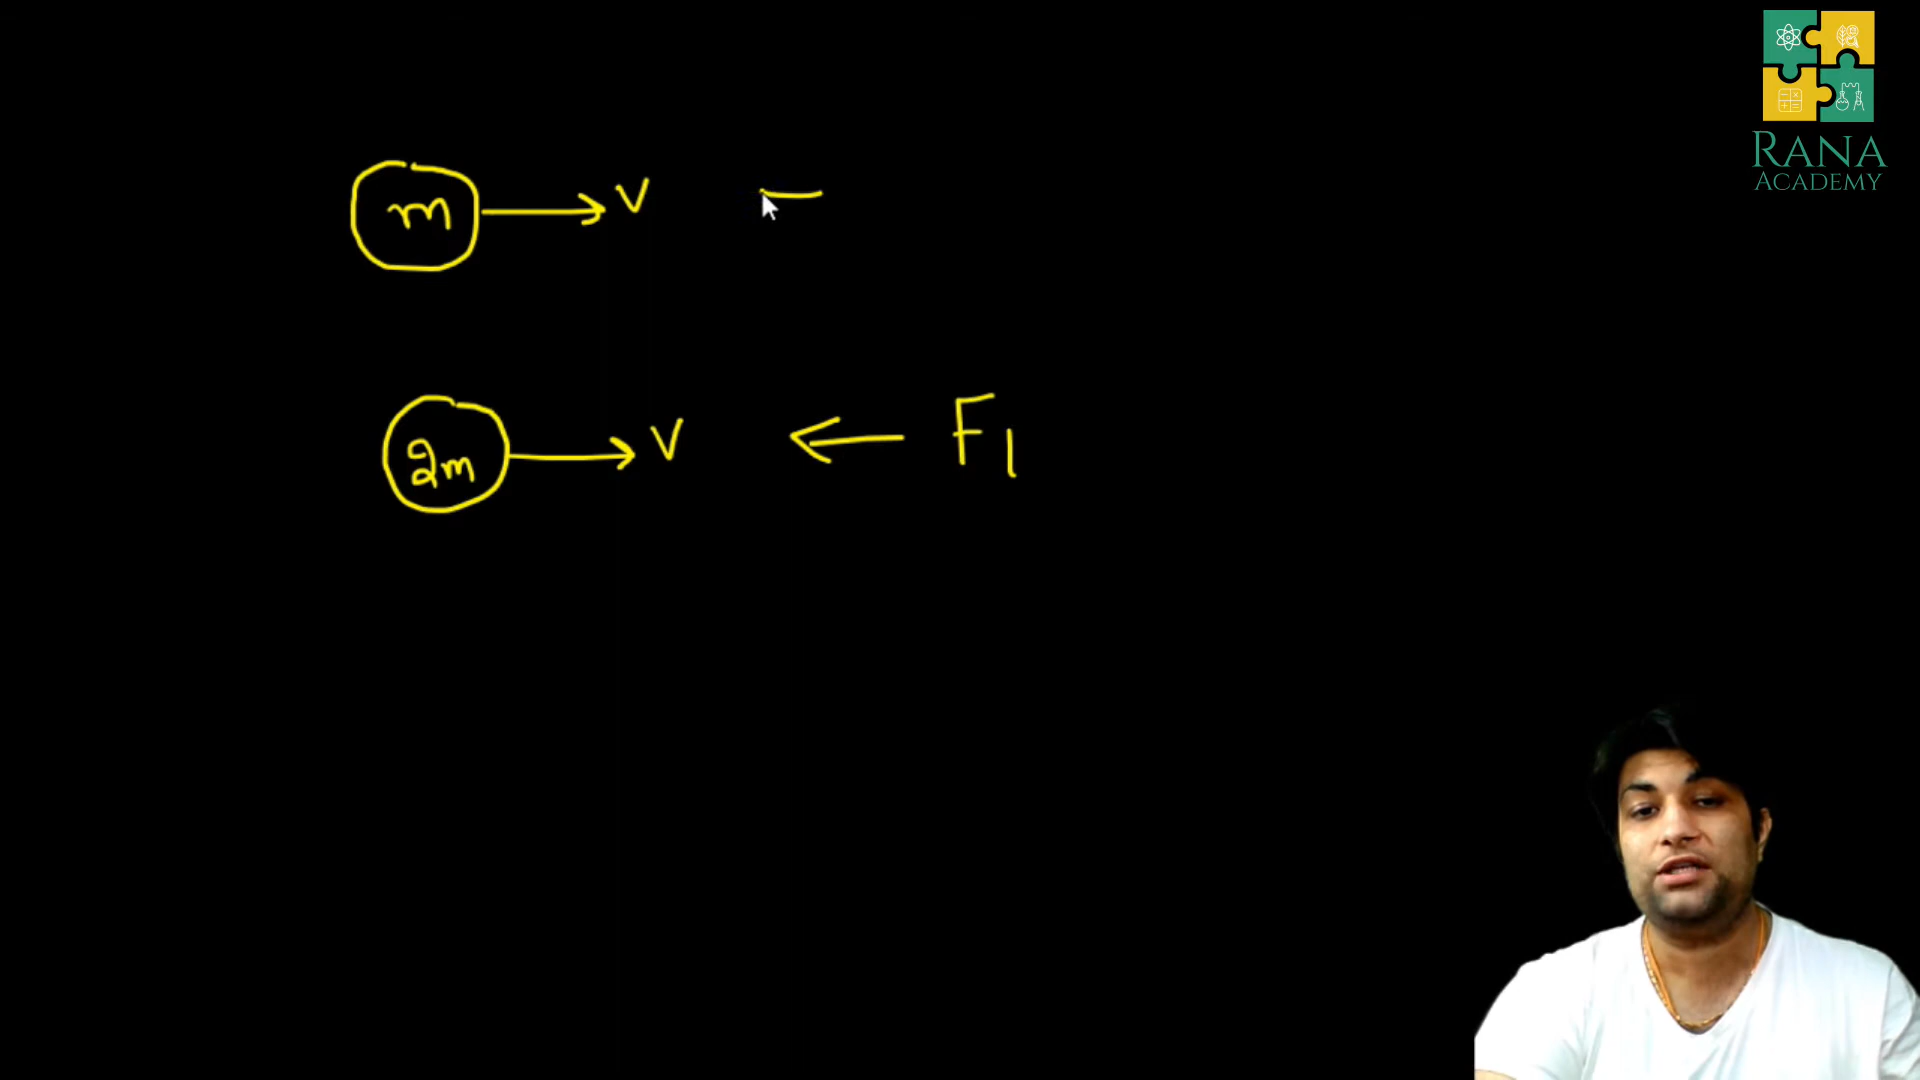 RANA
ACADEMY
m → V
2m → V ← F1